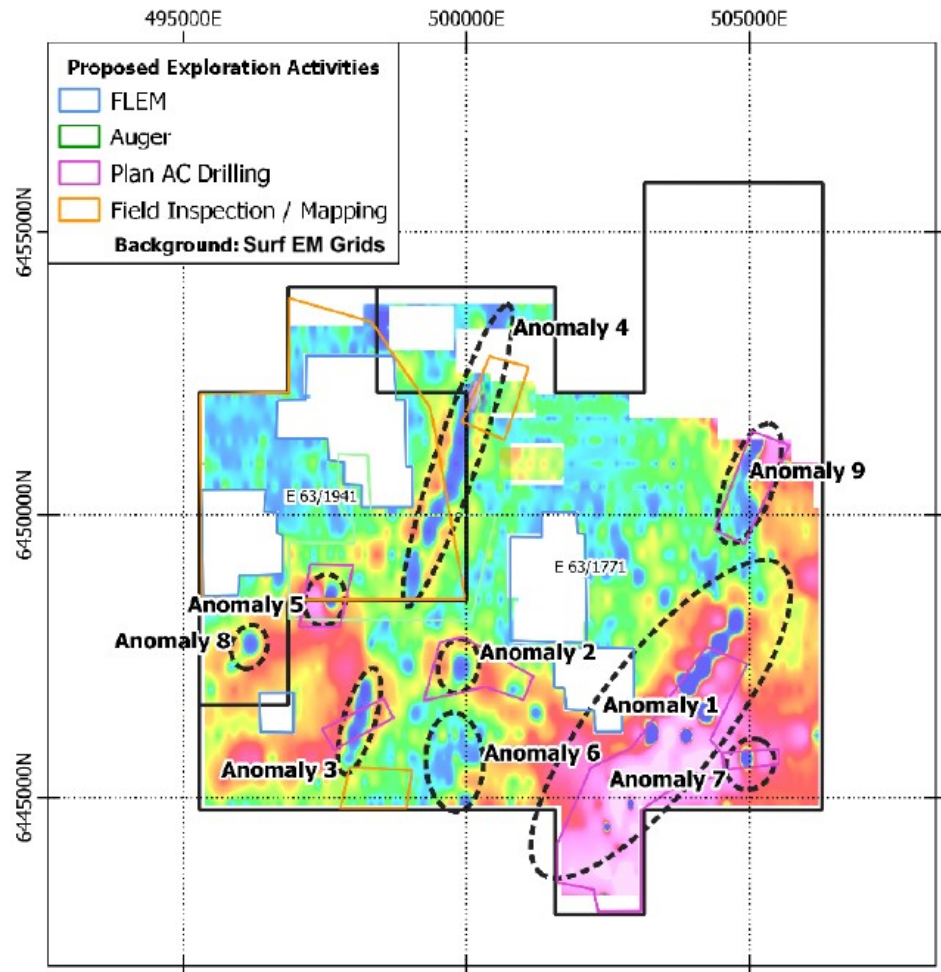 495000E
500000E
505000E
Proposed Exploration Activities
FLEM
Auger
Plan AC Drilling
Field Inspection / Mapping
Background: Surf EM Grids
6455000N
Anomaly 4
Anomaly 9
E 63/1941
6450000N
E 63/1771
Anomaly 5
Anomaly 8
Anomaly 2
Anomaly 1
Anomaly 6
Anomaly 3
Anomaly 7
6445000N